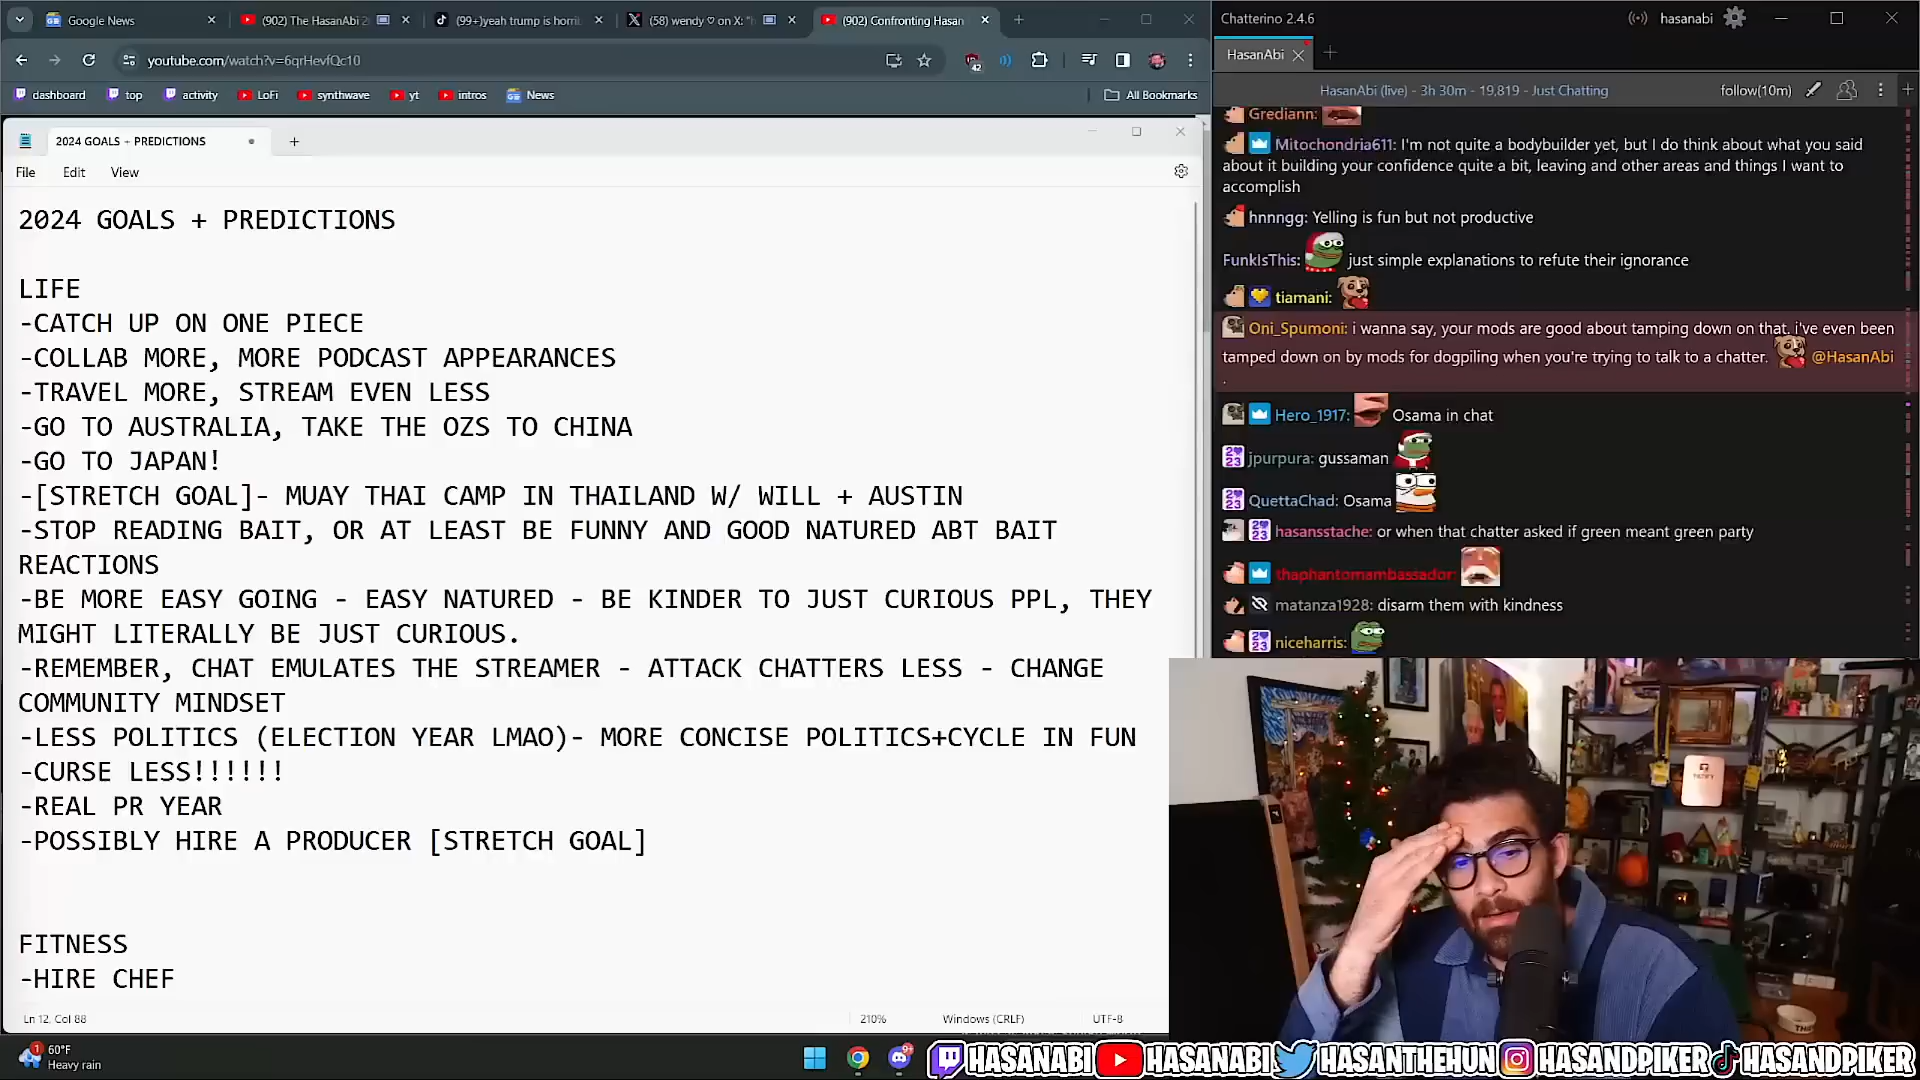 Google News
(902) The HasanAbi 2
(99+)yeah trump is horri
(58) wendy ♡ on X: "h
(902) Confronting Hasan
youtube.com/watch?v=6qrHevfQc10
42
dashboard
top
activity
LoFi
synthwave
yt
intros
News
All Bookmarks
2024 GOALS + PREDICTIONS
File
Edit
View
2024 GOALS + PREDICTIONS
LIFE
-CATCH UP ON ONE PIECE
-COLLAB MORE, MORE PODCAST APPEARANCES
-TRAVEL MORE, STREAM EVEN LESS
-GO TO AUSTRALIA, TAKE THE OZS TO CHINA
-GO TO JAPAN!
-[STRETCH GOAL]- MUAY THAI CAMP IN THAILAND W/ WILL + AUSTIN
-STOP READING BAIT, OR AT LEAST BE FUNNY AND GOOD NATURED ABT BAIT
REACTIONS
-BE MORE EASY GOING - EASY NATURED - BE KINDER TO JUST CURIOUS PPL, THEY
MIGHT LITERALLY BE JUST CURIOUS.
-REMEMBER, CHAT EMULATES THE STREAMER - ATTACK CHATTERS LESS - CHANGE
COMMUNITY MINDSET
-LESS POLITICS (ELECTION YEAR LMAO)- MORE CONCISE POLITICS+CYCLE IN FUN
-CURSE LESS!!!!!!
-REAL PR YEAR
-POSSIBLY HIRE A PRODUCER [STRETCH GOAL]
FITNESS
-HIRE CHEF
Ln 12, Col 88
210%
Windows (CRLF)
UTF-8
Chatterino 2.4.6
hasanabi
HasanAbi
HasanAbi (live) - 3h 30m - 19,819 - Just Chatting
follow(10m)
Grediann:
Mitochondria611: I'm not quite a bodybuilder yet, but I do think about what you said
about it building your confidence quite a bit, leaving and other areas and things I want to
accomplish
hnnngg: Yelling is fun but not productive
FunkIsThis: just simple explanations to refute their ignorance
tiamani:
Oni_Spumoni: i wanna say, your mods are good about tamping down on that. i've even been
tamped down on by mods for dogpiling when you're trying to talk to a chatter. @HasanAbi
.
Hero_1917: Osama in chat
jpurpura: gussaman
QuettaChad: Osama
hasansstache: or when that chatter asked if green meant green party
thaphantomambassador:
matanza1928: disarm them with kindness
niceharris:
1
60°F
Heavy rain
9+
HASANABI
HASANABI
HASANTHEHUN
HASANDPIKER
HASANDPIKER